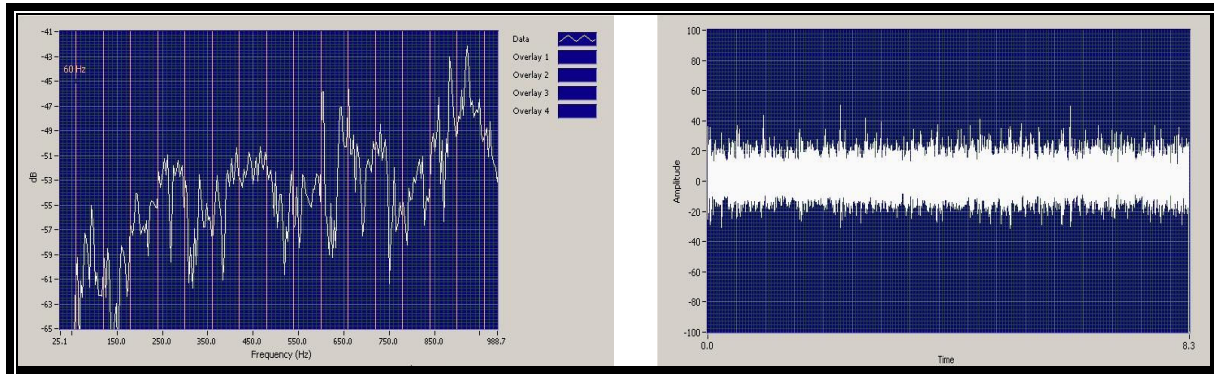 -41
-43
-45
-47
-49
-51
-53
-55
-57
-59
-61
-63
-65
dB
60 Hz
25.1 150.0 250.0 350.0 450.0 550.0 650.0 750.0 850.0 988.7
Frequency (Hz)
Data
Overlay 1
Overlay 2
Overlay 3
Overlay 4
100
80
60
40
20
0
-20
-40
-60
-80
-100
Amplitude
0.0 8.3
Time